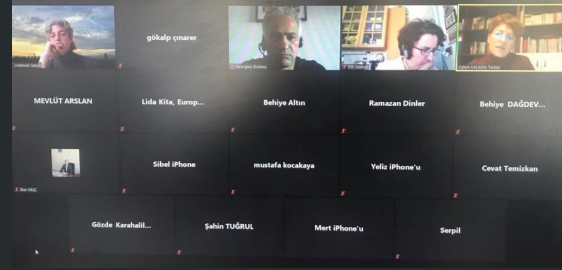 gökalp çınarer
MEVLÜT ARSLAN
Lida Kita, Europ...
Behiye Altın
Ramazan Dinler
Behiye DAĞDEV...
Sibel iPhone
mustafa kocakaya
Yeliz iPhone'u
Cevat Temizkan
Gözde Karahalil...
Şahin TUĞRUL
Mert iPhone'u
Serpil